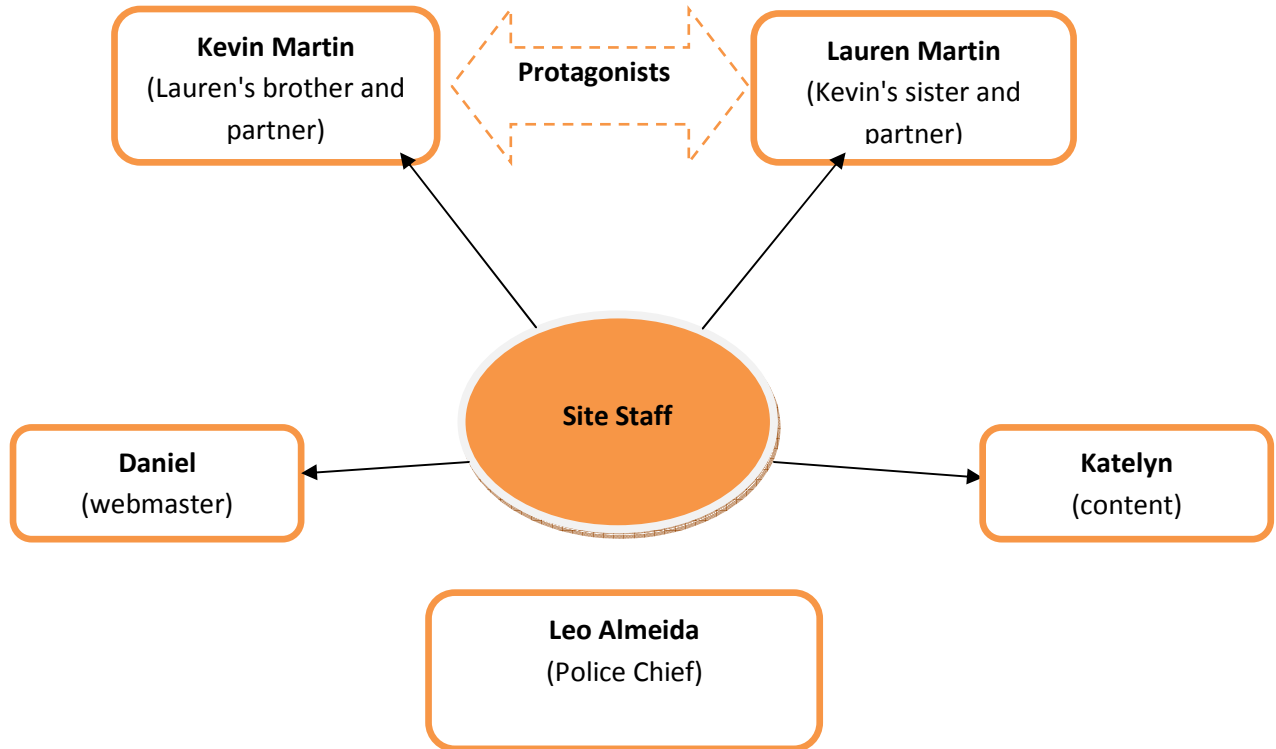 Kevin Martin
(Lauren's brother and
partner)
Protagonists
Lauren Martin
(Kevin's sister and
partner)
Site Staff
Daniel
(webmaster)
Katelyn
(content)
Leo Almeida
(Police Chief)